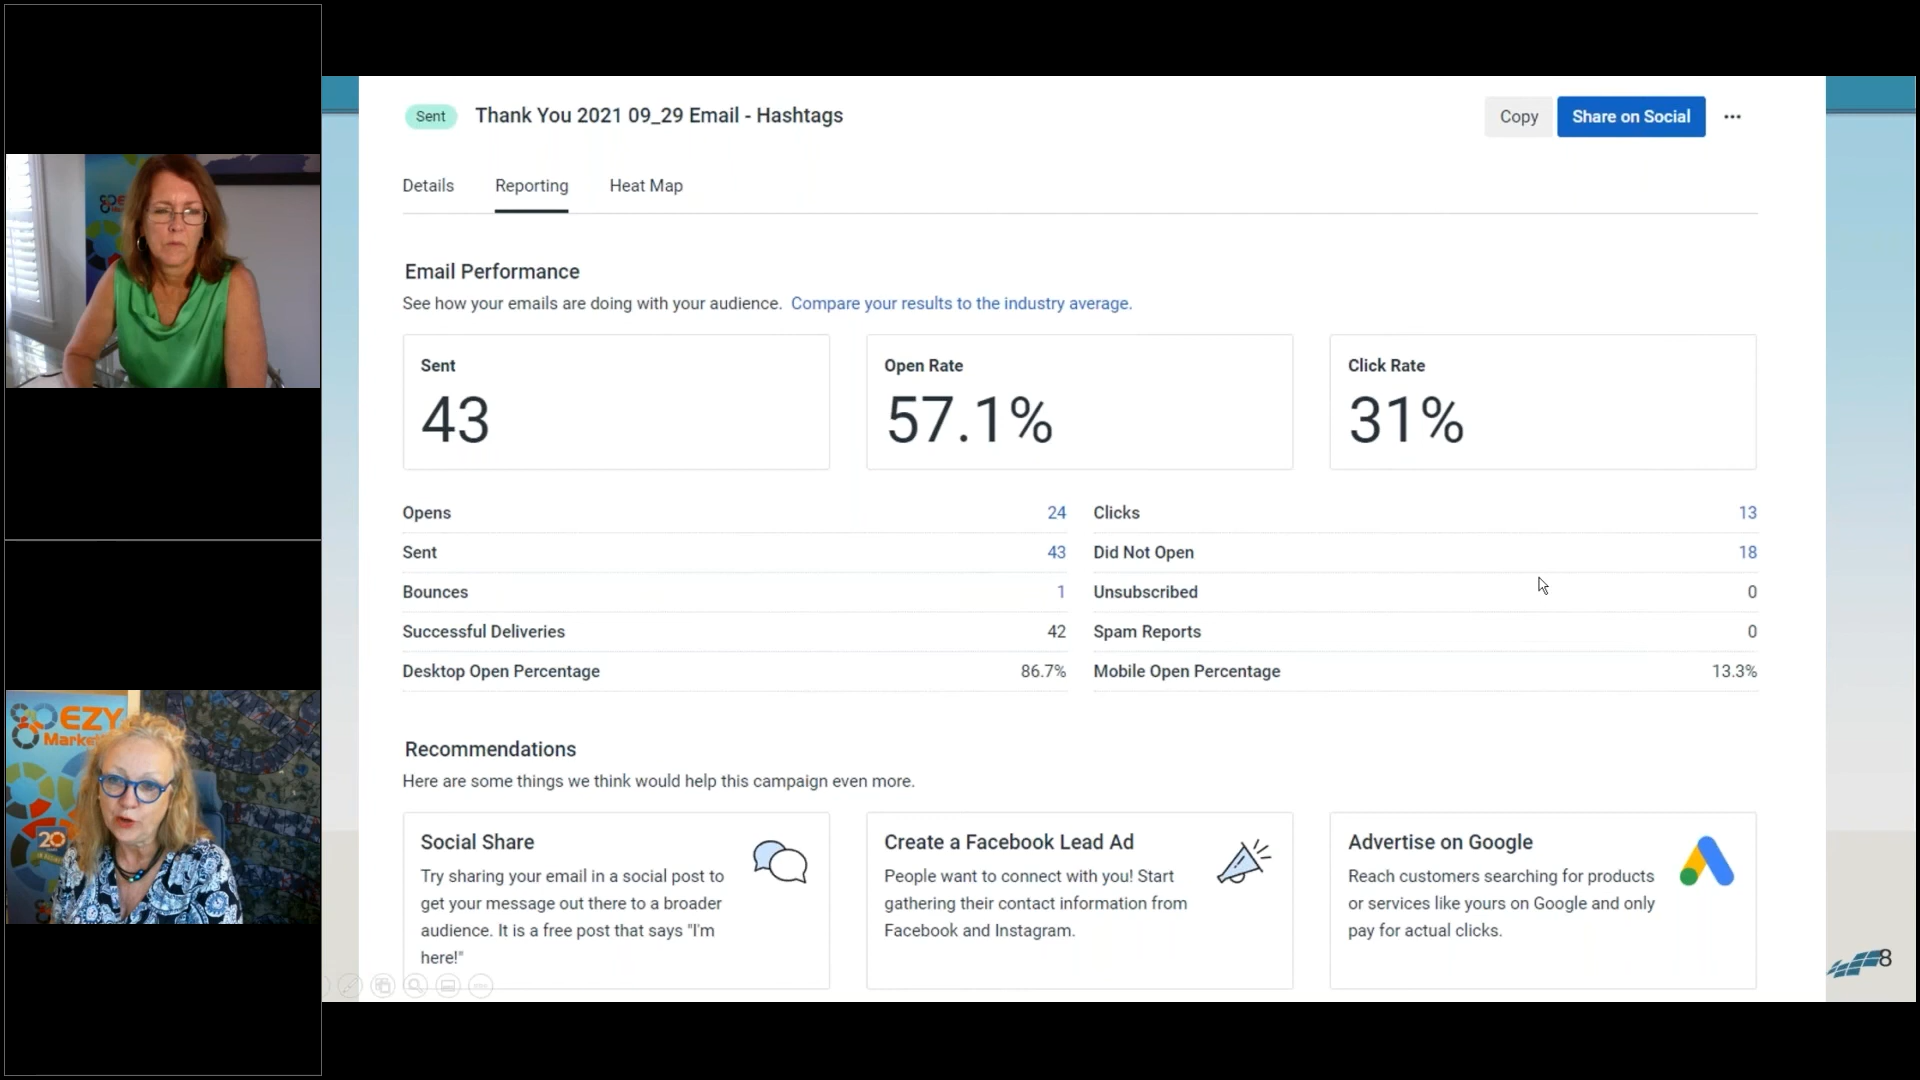 Sent
Thank You 2021 09_29 Email - Hashtags
Copy
Share on Social
Details
Reporting
Heat Map
Email Performance
See how your emails are doing with your audience. Compare your results to the industry average.
Sent
43
Open Rate
57.1%
Click Rate
31%
Opens 24
Sent 43
Bounces 1
Successful Deliveries 42
Desktop Open Percentage 86.7%
Clicks 13
Did Not Open 18
Unsubscribed 0
Spam Reports 0
Mobile Open Percentage 13.3%
Recommendations
Here are some things we think would help this campaign even more.
Social Share
Try sharing your email in a social post to
get your message out there to a broader
audience. It is a free post that says "I'm
here!"
Create a Facebook Lead Ad
People want to connect with you! Start
gathering their contact information from
Facebook and Instagram.
Advertise on Google
Reach customers searching for products
or services like yours on Google and only
pay for actual clicks.
8
EZY
20